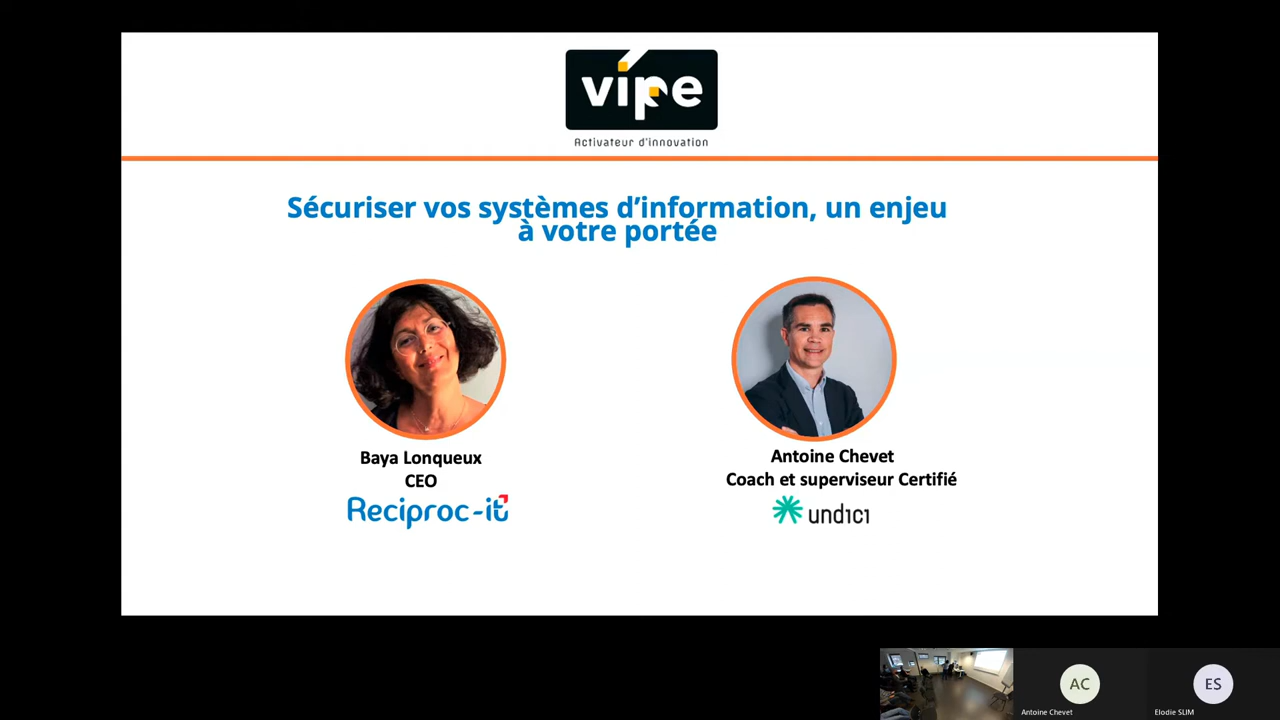 vipe
Activateur d'innovation
Sécuriser vos systèmes d’information, un enjeu
à votre portée
Baya Lonqueux
CEO
Reciproc-it
Antoine Chevet
Coach et superviseur Certifié
undici
AC
Antoine Chevet
ES
Elodie SLIM